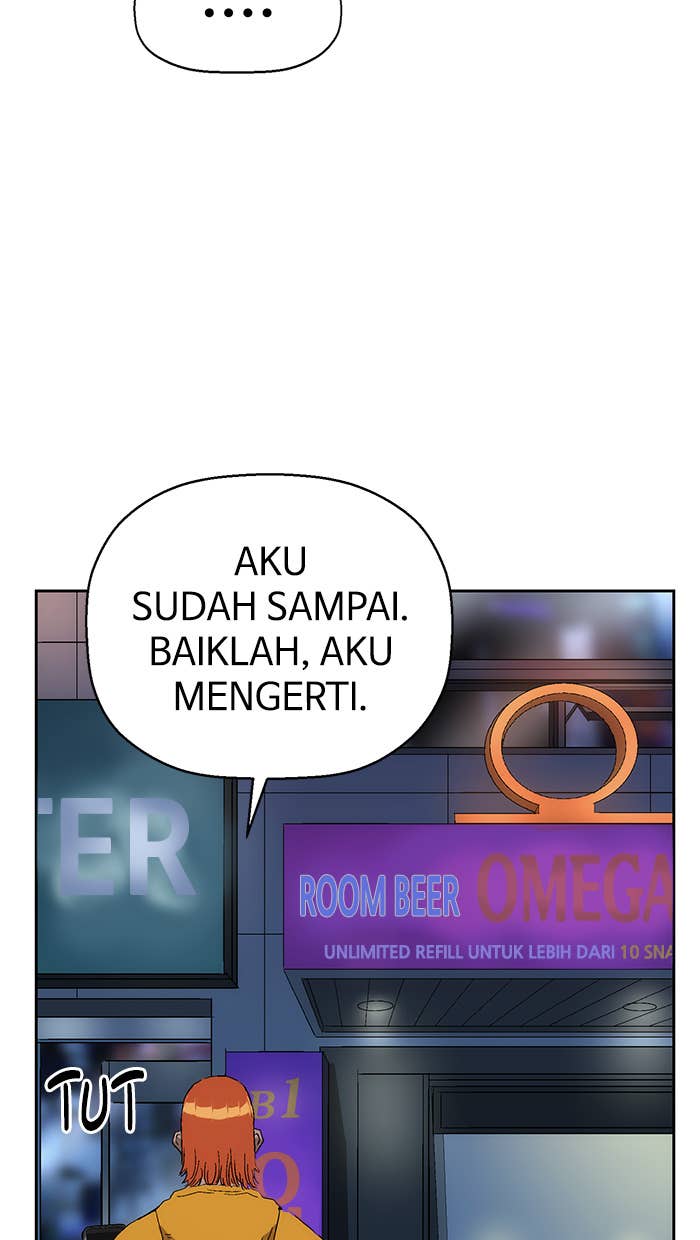 ....
AKU
SUDAH SAMPAI.
BAIKLAH, AKU
MENGERTI.
TER
ROOM BEER OMEGA
UNLIMITED REFILL UNTUK LEBIH DARI 10 SNA
TUT
B1